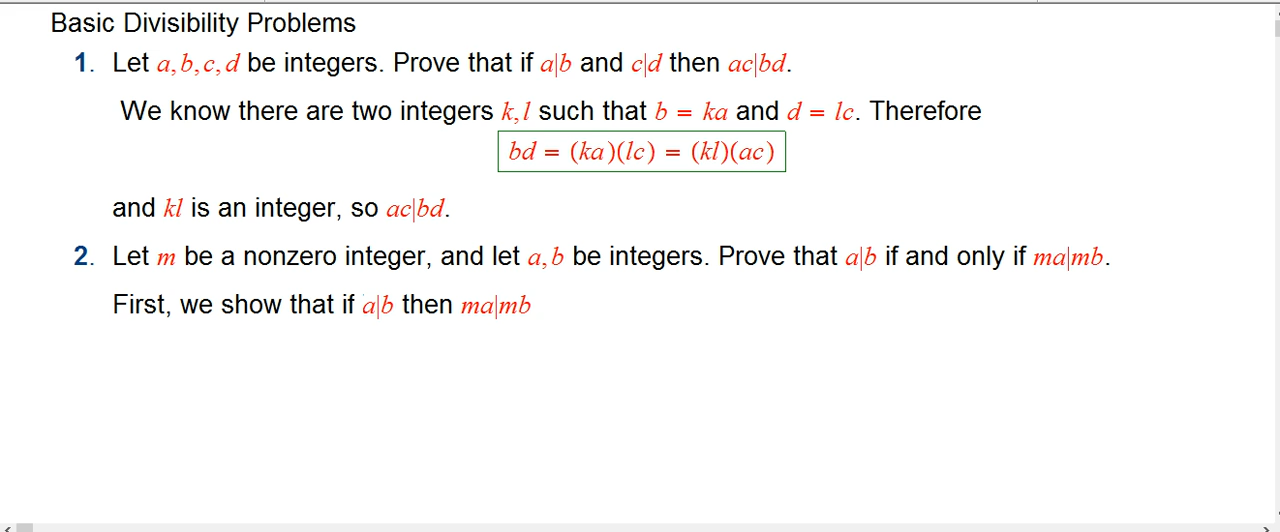 Basic Divisibility Problems
1. Let a, b, c, d be integers. Prove that if a|b and c|d then ac|bd.
We know there are two integers k, l such that b = ka and d = lc. Therefore
bd = (ka)(lc) = (kl)(ac)
and kl is an integer, so ac|bd.
2. Let m be a nonzero integer, and let a, b be integers. Prove that a|b if and only if ma|mb.
First, we show that if a|b then ma|mb